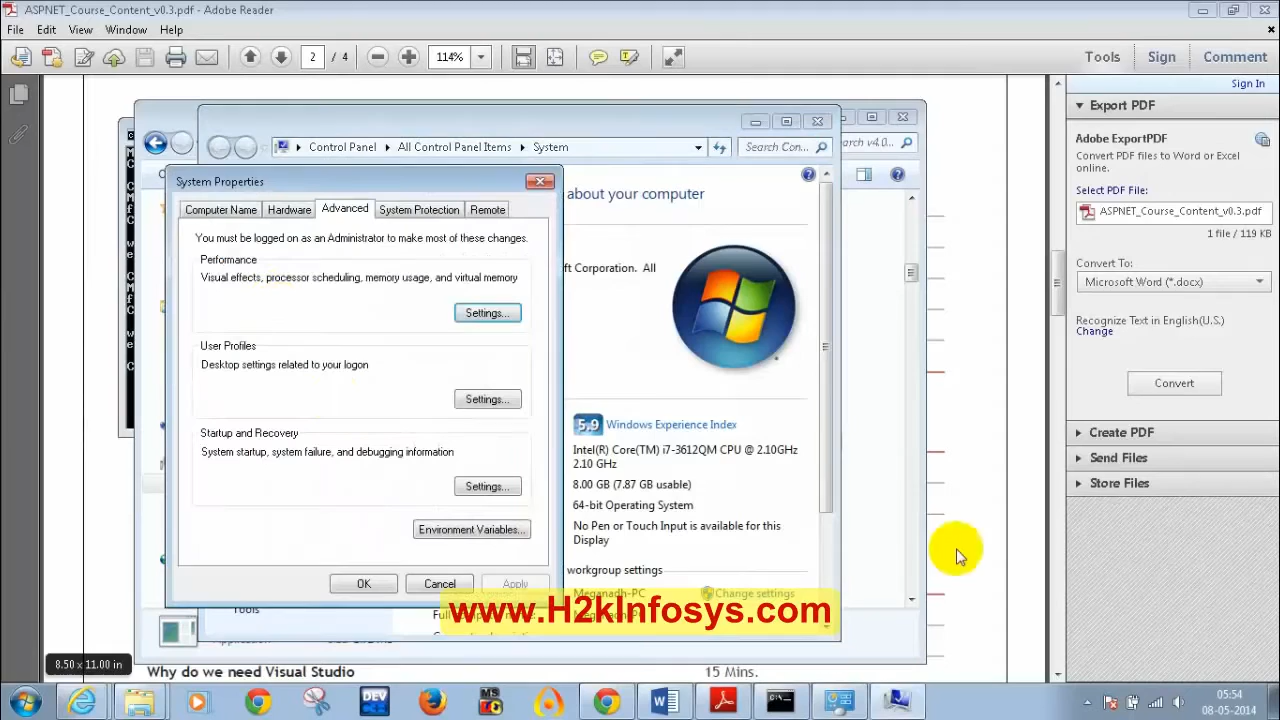 ASPNET_Course_Content_v0.3.pdf - Adobe Reader
File Edit View Window Help
2 / 4 114% Tools Sign Comment
Sign In
Export PDF
Adobe ExportPDF
Convert PDF files to Word or Excel
online.
Select PDF File:
ASPNET_Course_Content_v0.3.pdf
1 file / 119 KB
Convert To:
Microsoft Word (*.docx)
Recognize Text in English(U.S.)
Change
Convert
Create PDF
Send Files
Store Files
Control Panel All Control Panel Items System Search Con... arch v4.0...
System Properties
Computer Name Hardware Advanced System Protection Remote
You must be logged on as an Administrator to make most of these changes.
Performance
Visual effects, processor scheduling, memory usage, and virtual memory
Settings...
User Profiles
Desktop settings related to your logon
Settings...
Startup and Recovery
System startup, system failure, and debugging information
Settings...
Environment Variables...
OK Cancel Apply
about your computer
ft Corporation. All
5.9 Windows Experience Index
Intel(R) Core(TM) i7-3612QM CPU @ 2.10GHz
2.10 GHz
8.00 GB (7.87 GB usable)
64-bit Operating System
No Pen or Touch Input is available for this
Display
workgroup settings
Meganadh-PC Change settings
www.H2kInfosys.com
Tools
8.50 x 11.00 in
Why do we need Visual Studio 15 Mins.
DEV
MS
05:54
08-05-2014